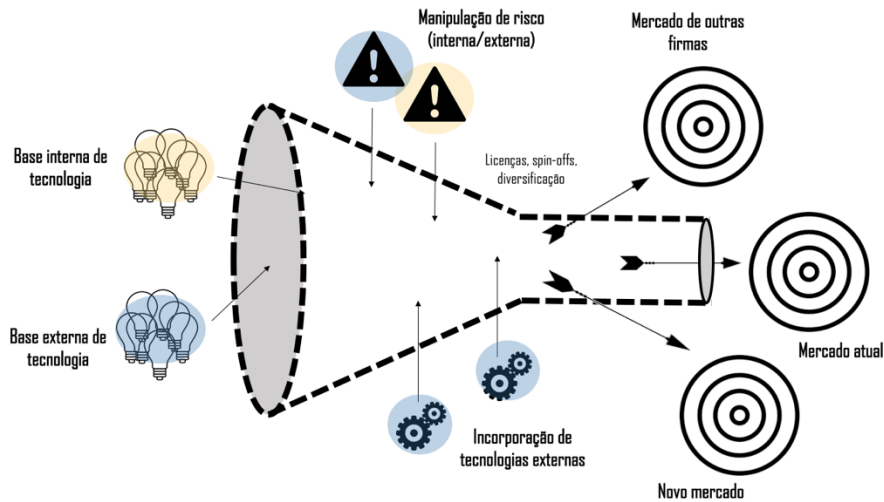 Manipulação de risco
(interna/externa)
Mercado de outras
firmas
Base interna de
tecnologia
Licenças, spin-offs,
diversificação
Base externa de
tecnologia
Mercado atual
Incorporação de
tecnologias externas
Novo mercado